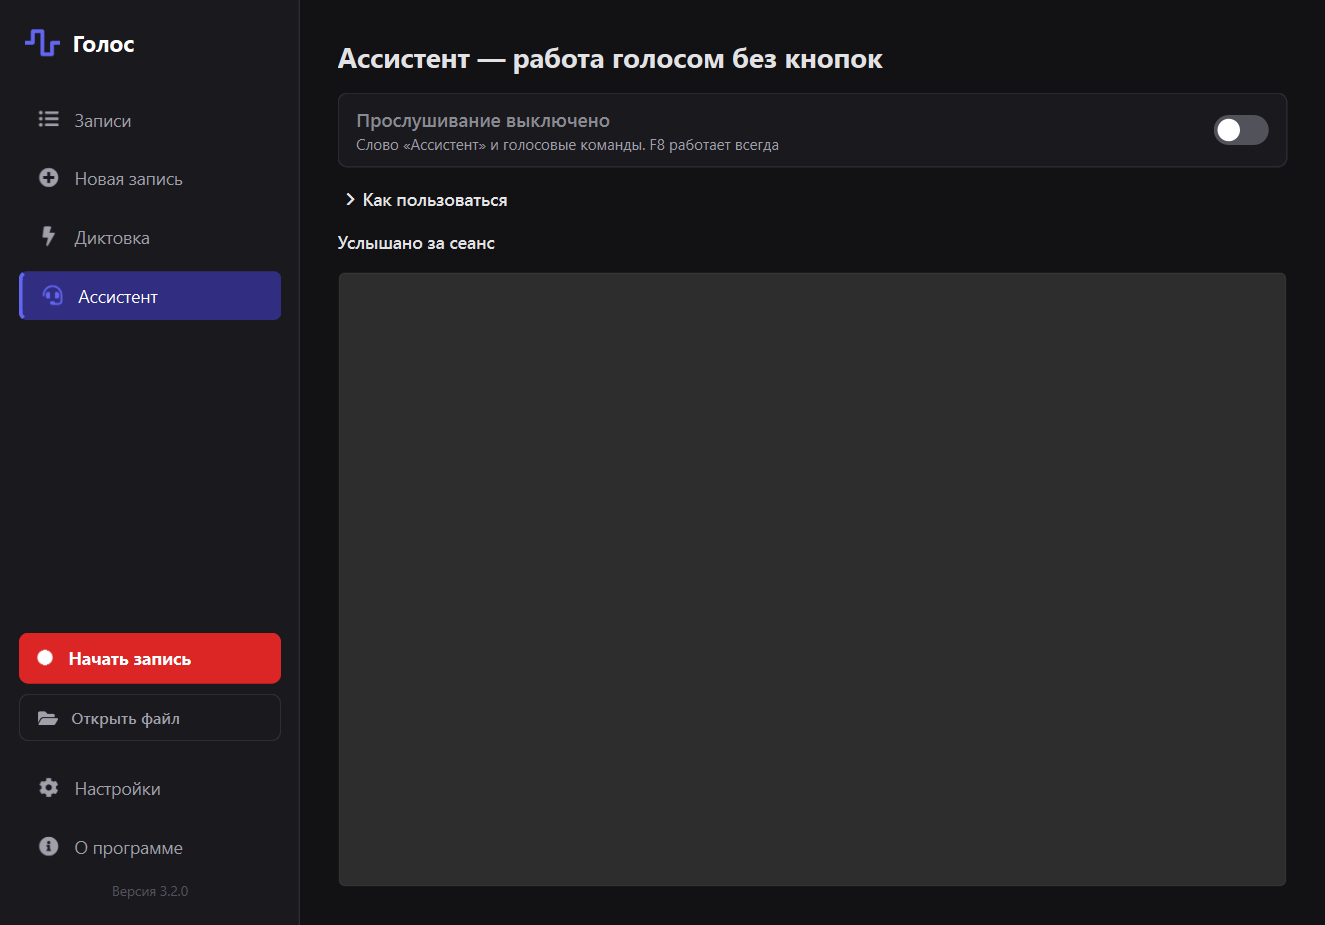 Голос
Записи
Новая запись
Диктовка
Ассистент
Начать запись
Открыть файл
Настройки
О программе
Версия 3.2.0
Ассистент — работа голосом без кнопок
Прослушивание выключено
Слово «Ассистент» и голосовые команды. F8 работает всегда
Как пользоваться
Услышано за сеанс